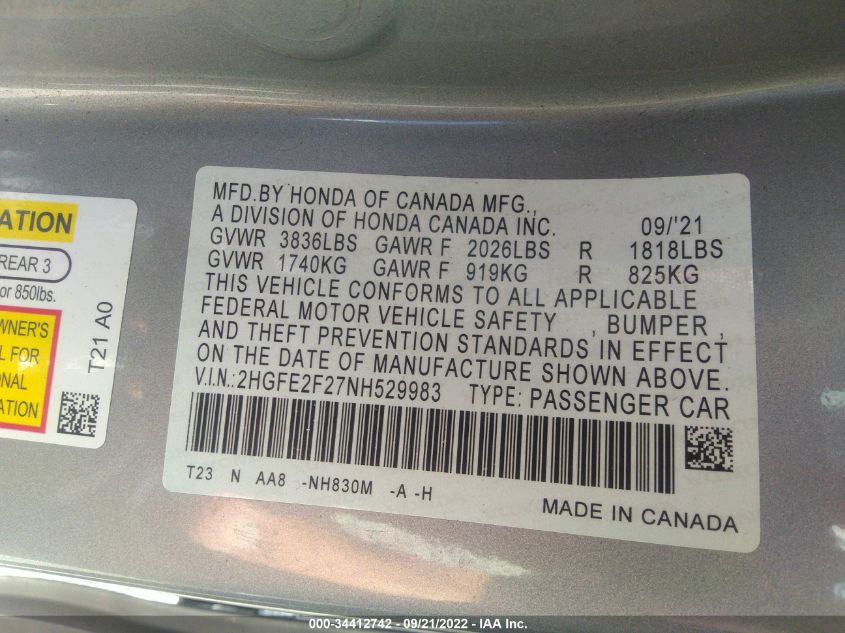 ATION
REAR 3
or 850lbs.
WNER'S
L FOR
ONAL
ATION
T21 A0
MFD.BY HONDA OF CANADA MFG.,
A DIVISION OF HONDA CANADA INC. 09/'21
GVWR 3836LBS GAWR F 2026LBS R 1818LBS
GVWR 1740KG GAWR F 919KG R 825KG
THIS VEHICLE CONFORMS TO ALL APPLICABLE
FEDERAL MOTOR VEHICLE SAFETY , BUMPER ,
AND THEFT PREVENTION STANDARDS IN EFFECT
ON THE DATE OF MANUFACTURE SHOWN ABOVE.
V.I.N.:2HGFE2F27NH529983 TYPE: PASSENGER CAR
T23 N AA8 -NH830M -A -H
MADE IN CANADA
000-34412742 - 09/21/2022 - IAA Inc.